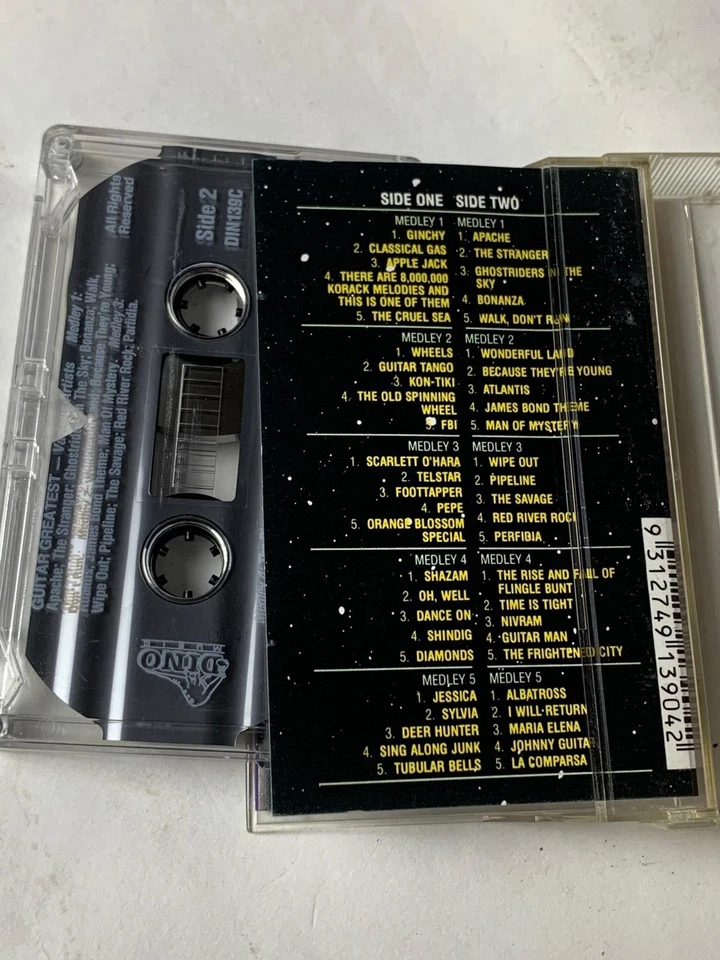 GUITAR GREATEST
All Rights
Reserved
Side 2
DIN139C
DINO
MUSIC
SIDE ONE
MEDLEY 1
1. GINCHY
2. CLASSICAL GAS
3. APPLE JACK
4. THERE ARE 8,000,000
KORACK MELODIES AND
THIS IS ONE OF THEM
5. THE CRUEL SEA
MEDLEY 2
1. WHEELS
2. GUITAR TANGO
3. KON-TIKI
4. THE OLD SPINNING
WHEEL
5. FBI
MEDLEY 3
1. SCARLETT O'HARA
2. TELSTAR
3. FOOTTAPPER
4. PEPE
5. ORANGE BLOSSOM
SPECIAL
MEDLEY 4
1. SHAZAM
2. OH, WELL
3. DANCE ON
4. SHINDIG
5. DIAMONDS
MEDLEY 5
1. JESSICA
2. SYLVIA
3. DEER HUNTER
4. SING ALONG JUNK
5. TUBULAR BELLS
SIDE TWO
MEDLEY 1
1. APACHE
2. THE STRANGER
3. GHOSTRIDERS IN THE
SKY
4. BONANZA
5. WALK, DON'T RUN
MEDLEY 2
1. WONDERFUL LAND
2. BECAUSE THEY'RE YOUNG
3. ATLANTIS
4. JAMES BOND THEME
5. MAN OF MYSTERY
MEDLEY 3
1. WIPE OUT
2. PIPELINE
3. THE SAVAGE
4. RED RIVER ROCK
5. PERFIBIA
MEDLEY 4
1. THE RISE AND FALL OF
FLINGLE BUNT
2. TIME IS TIGHT
3. NIVRAM
4. GUITAR MAN
5. THE FRIGHTENED CITY
MEDLEY 5
1. ALBATROSS
2. I WILL RETURN
3. MARIA ELENA
4. JOHNNY GUITAR
5. LA COMPARSA
9 312749 139042